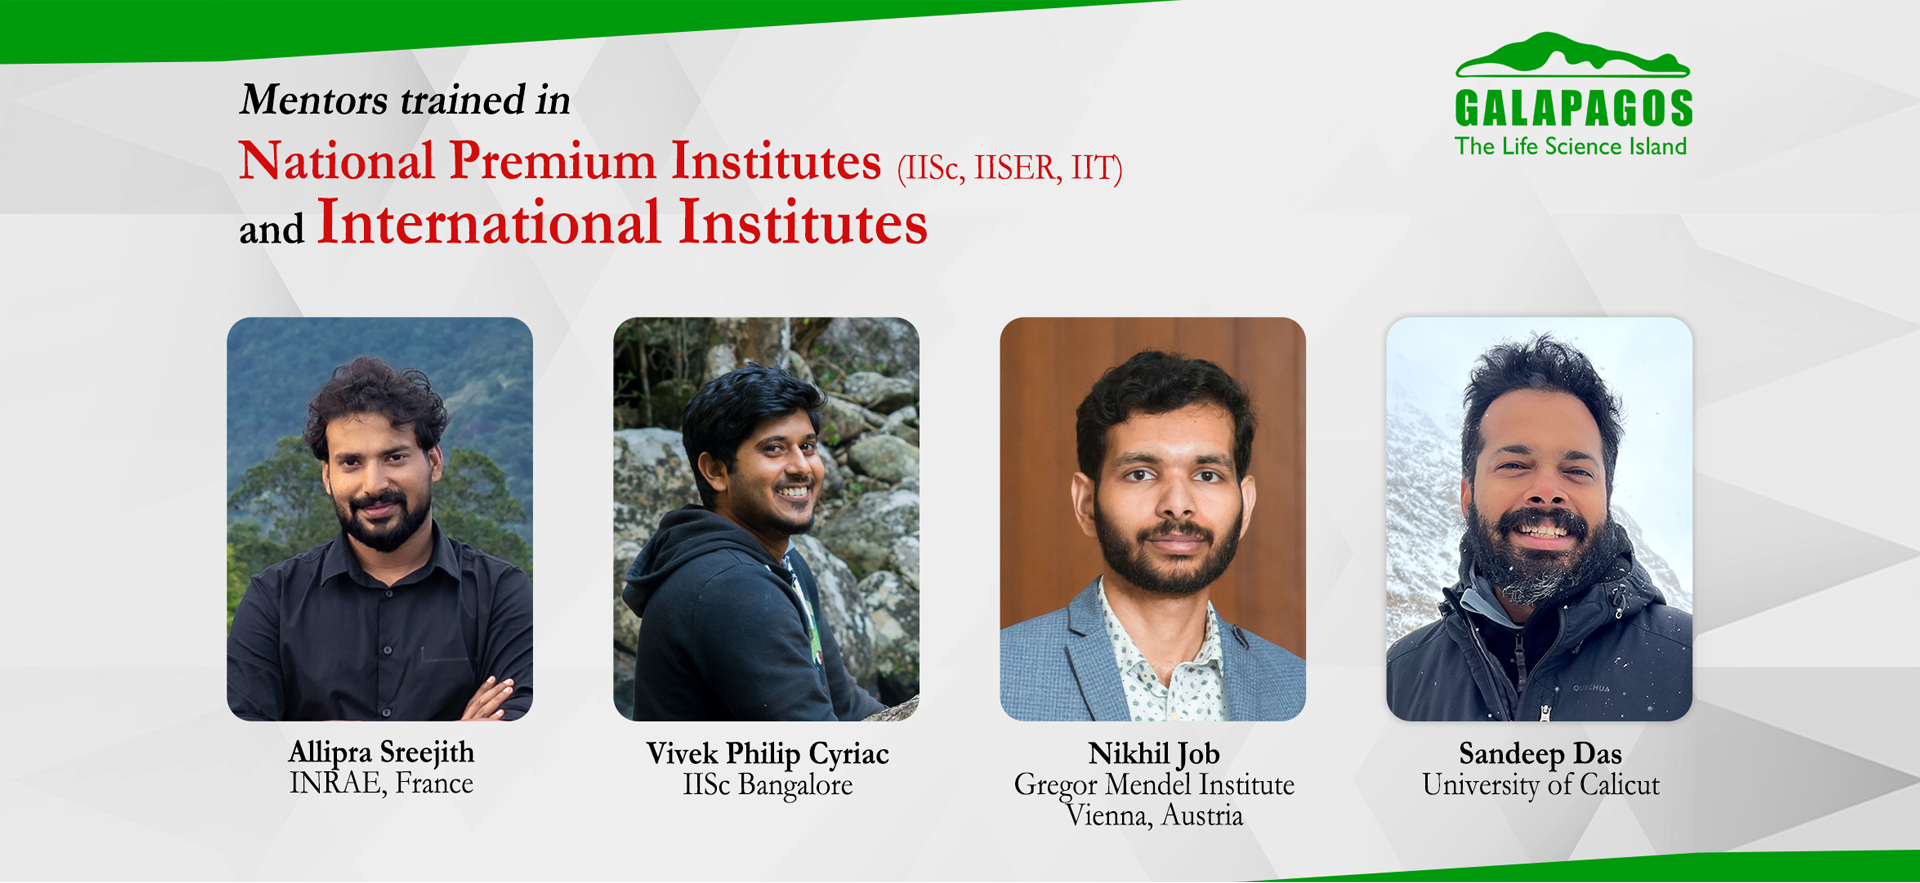 Mentors trained in
National Premium Institutes (IISc, IISER, IIT)
and International Institutes
GALAPAGOS
The Life Science Island
QUECHUA
Allipra Sreejith
INRAE, France
Vivek Philip Cyriac
IISc Bangalore
Nikhil Job
Gregor Mendel Institute
Vienna, Austria
Sandeep Das
University of Calicut